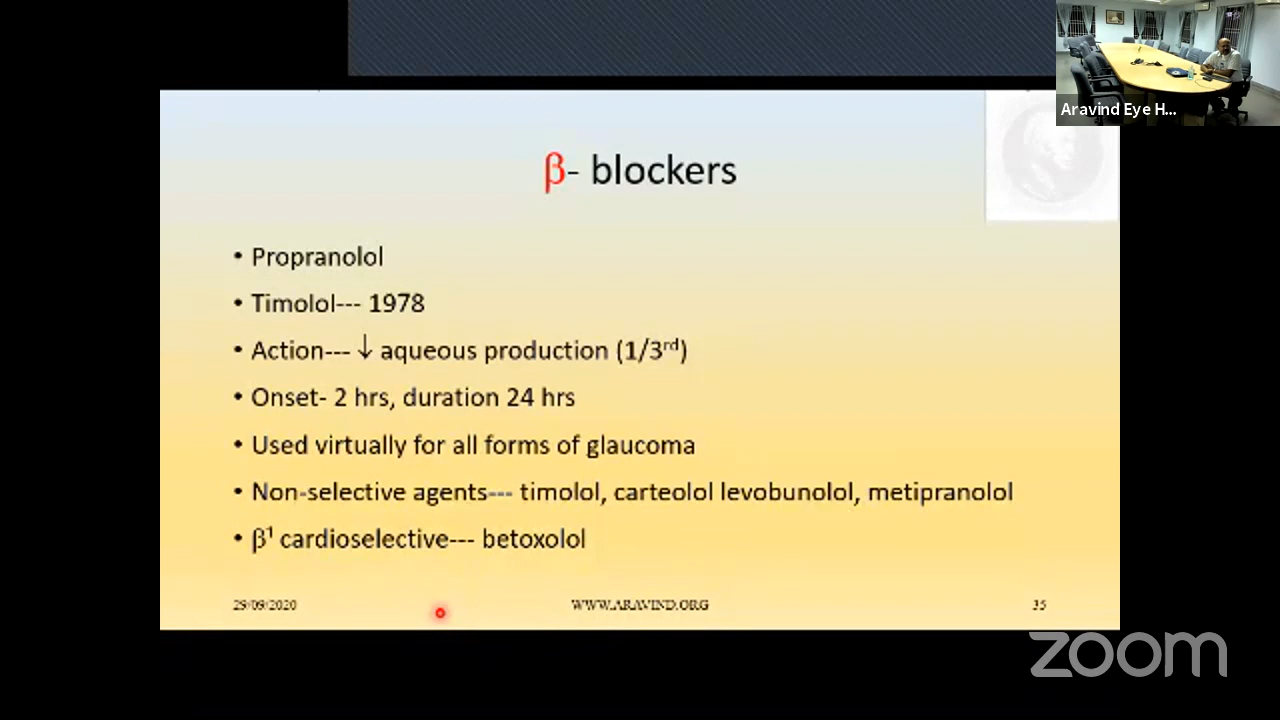 Aravind Eye H...
β- blockers
• Propranolol
• Timolol--- 1978
• Action--- ↓ aqueous production (1/3rd)
• Onset- 2 hrs, duration 24 hrs
• Used virtually for all forms of glaucoma
• Non-selective agents--- timolol, carteolol levobunolol, metipranolol
• β¹ cardioselective--- betoxolol
29/09/2020 WWW.ARAVIND.ORG 35
zoom